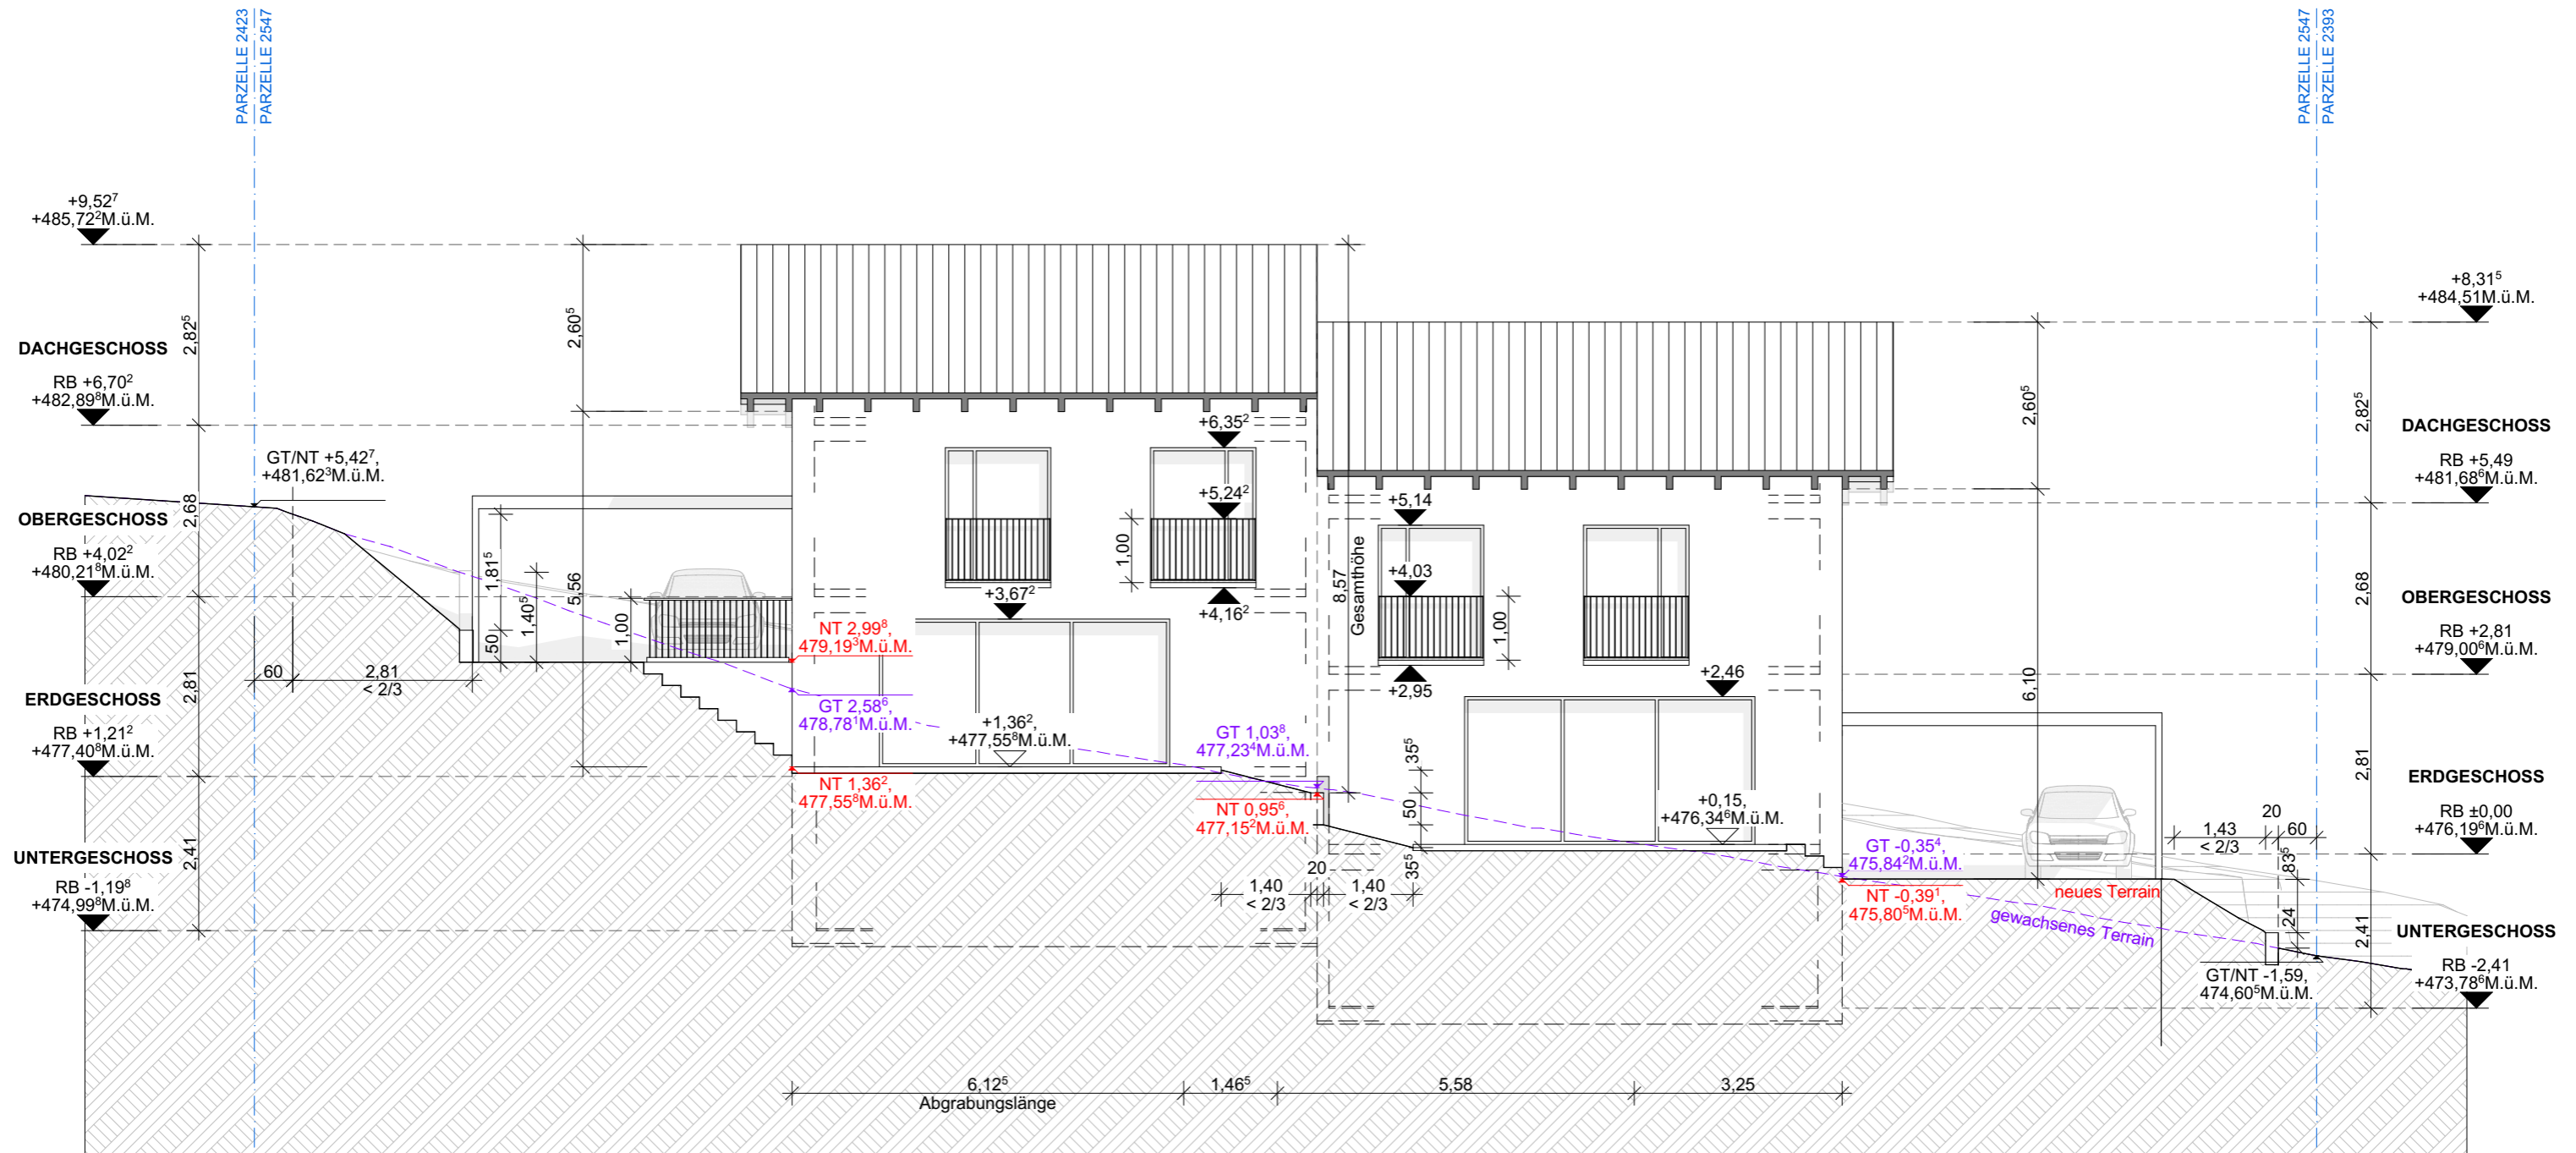 PARZELLE 2423
PARZELLE 2547
PARZELLE 2547
PARZELLE 2393
+9,52⁷
+485,72²M.ü.M.
DACHGESCHOSS
RB +6,70²
+482,89⁸M.ü.M.
GT/NT +5,42⁷,
+481,62³M.ü.M.
OBERGESCHOSS
RB +4,02²
+480,21⁸M.ü.M.
ERDGESCHOSS
RB +1,21²
+477,40⁸M.ü.M.
UNTERGESCHOSS
RB -1,19⁸
+474,99⁸M.ü.M.
2,82⁵
2,68
2,81
2,41
60
2,81
< 2/3
1,81⁵
50
1,40⁵
2,60⁵
5,56
1,00
NT 2,99⁸,
479,19³M.ü.M.
GT 2,58⁶,
478,78¹M.ü.M.
NT 1,36²,
477,55⁸M.ü.M.
+3,67²
+1,36²,
+477,55⁸M.ü.M.
1,00
+6,35²
+5,24²
+4,16²
GT 1,03⁸,
477,23⁴M.ü.M.
NT 0,95⁶
477,15²M.ü.M.
8,57
Gesamthöhe
+5,14
+4,03
+2,95
1,00
+2,46
+0,15,
+476,34⁶M.ü.M.
35⁵
50
35⁵
20
1,40
< 2/3
1,40
< 2/3
GT -0,35⁴,
475,84²M.ü.M.
NT -0,39¹,
475,80⁵M.ü.M.
neues Terrain
gewachsenes Terrain
2,60⁵
6,10
1,43
< 2/3
20
60
83⁵
24
GT/NT -1,59,
474,60⁵M.ü.M.
2,82⁵
2,68
2,81
2,41
+8,31⁵
+484,51M.ü.M.
DACHGESCHOSS
RB +5,49
+481,68⁶M.ü.M.
OBERGESCHOSS
RB +2,81
+479,00⁶M.ü.M.
ERDGESCHOSS
RB ±0,00
+476,19⁶M.ü.M.
UNTERGESCHOSS
RB -2,41
+473,78⁶M.ü.M.
6,12⁵
Abgrabungslänge
1,46⁵
5,58
3,25